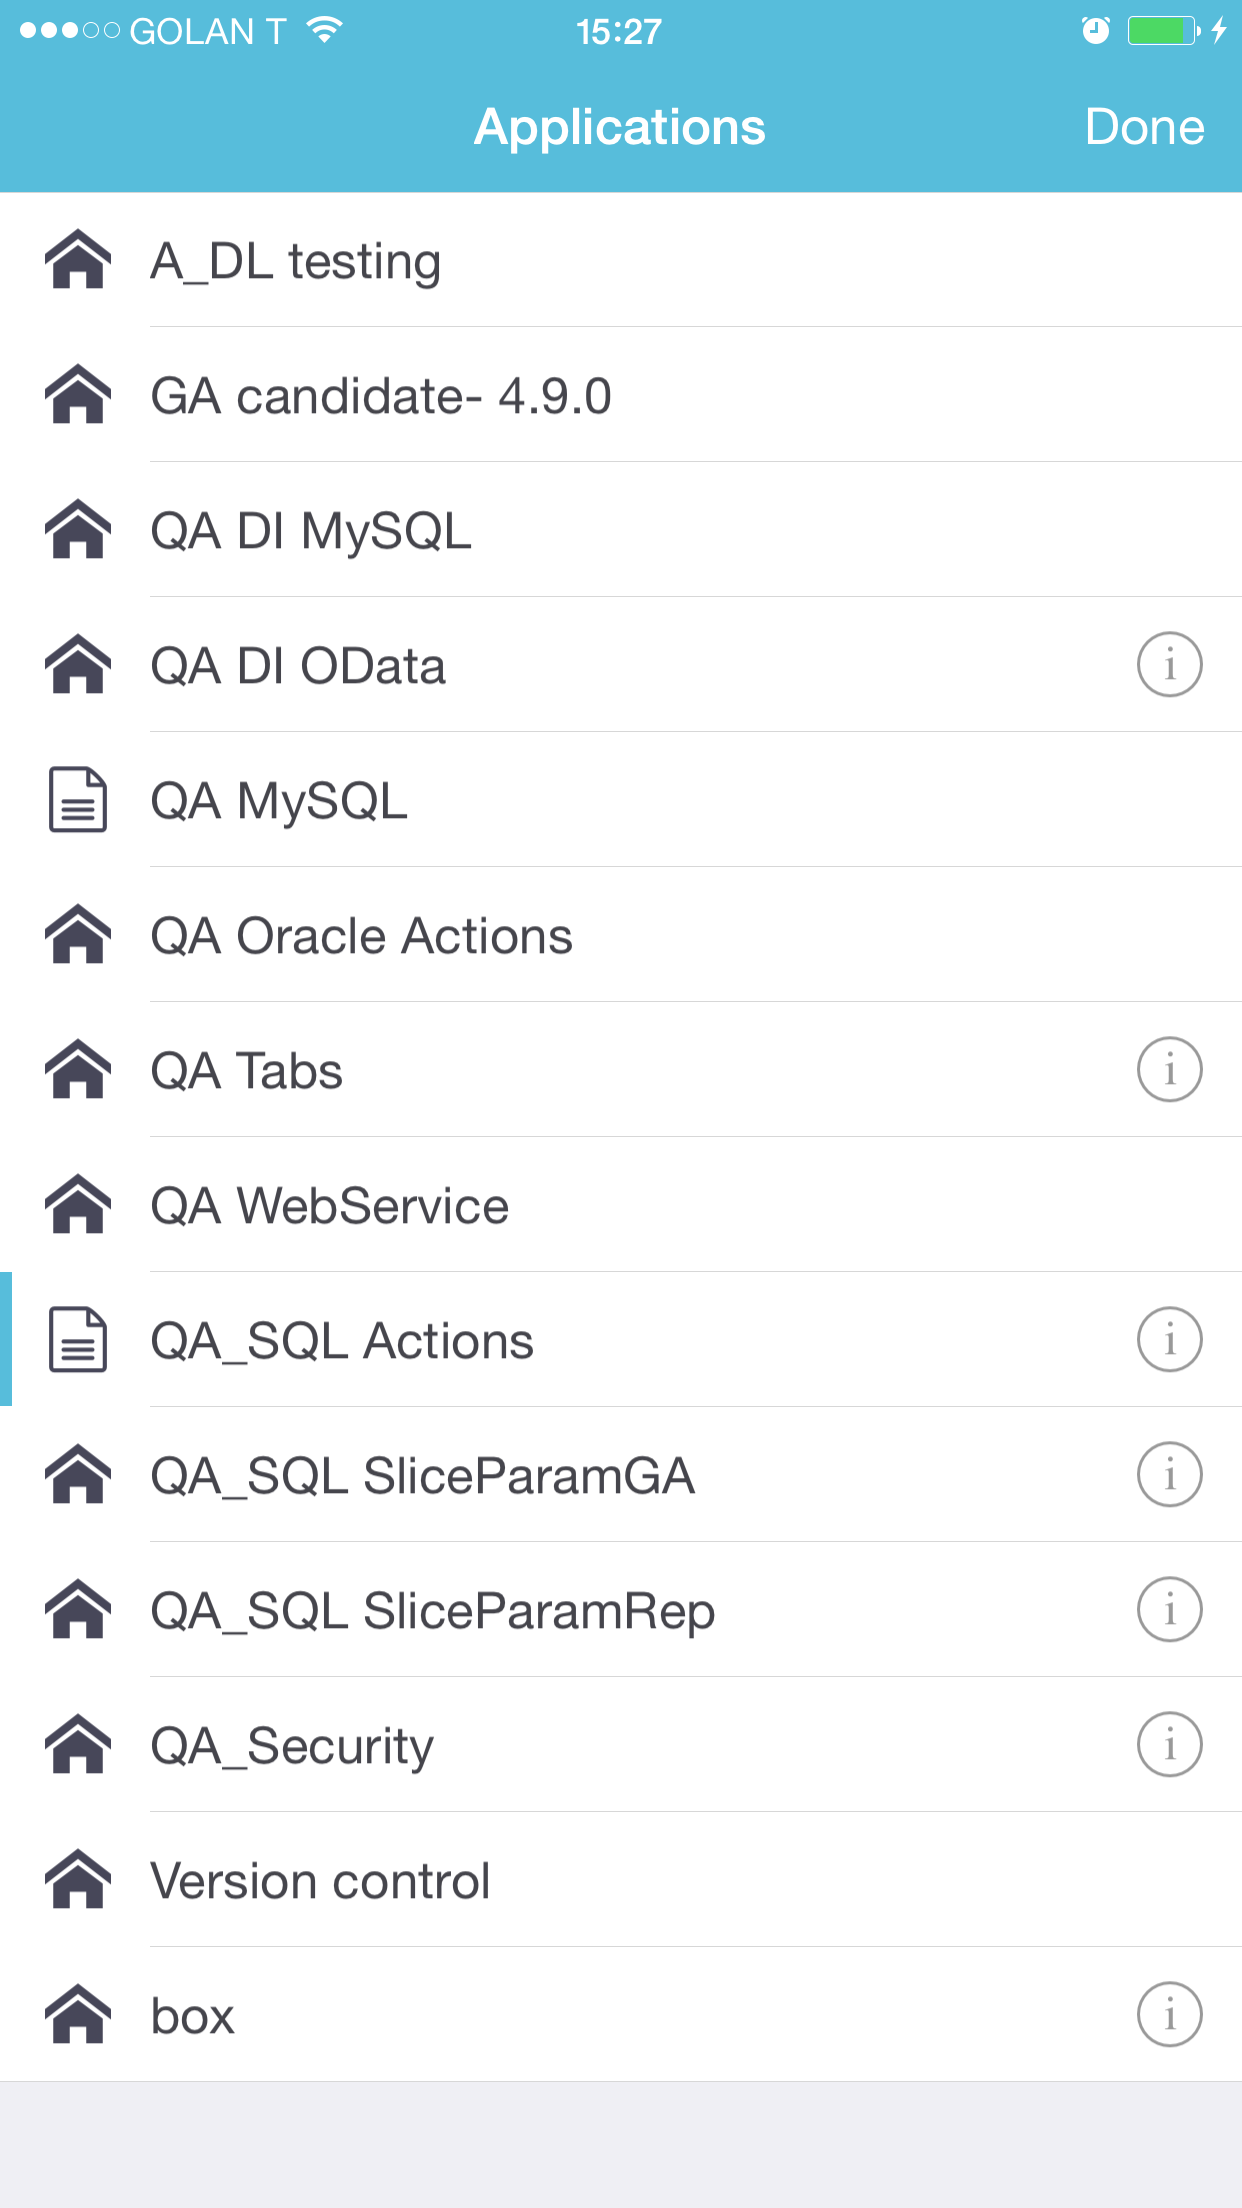 GOLAN T 15:27
Applications Done
A_DL testing
GA candidate- 4.9.0
QA DI MySQL
QA DI OData
QA MySQL
QA Oracle Actions
QA Tabs
QA WebService
QA_SQL Actions
QA_SQL SliceParamGA
QA_SQL SliceParamRep
QA_Security
Version control
box